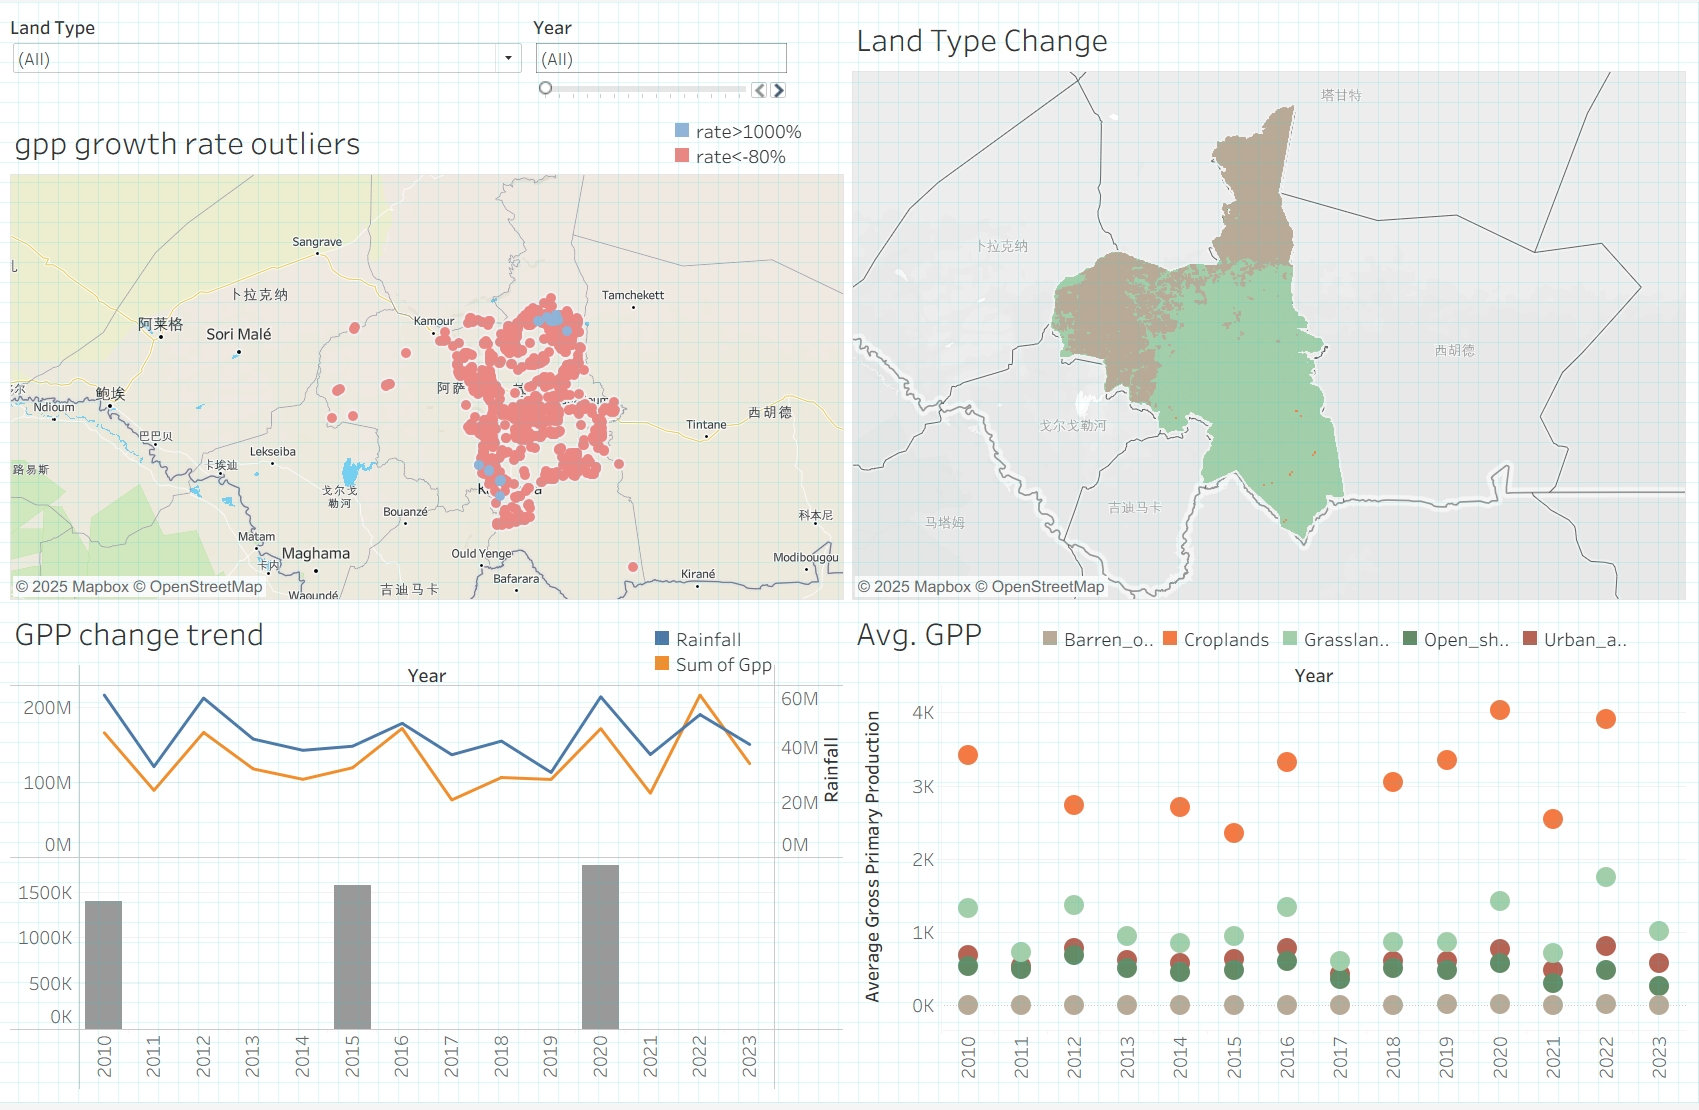 Land Type
(All)
Year
(All)
gpp growth rate outliers
rate>1000%
rate<-80%
Sangrave
卜拉克纳
阿莱格
Sori Malé
Kamour
Tamchekett
鲍埃
Ndioum
阿萨
西胡德
Tintane
巴巴贝
Lekseiba
卡埃迪
路易斯
戈尔戈
勒河
Bouanzé
科本尼
Matam
卡内
Maghama
Ould Yenge
Modibougou
Bafarara
Kirané
Waoundé
吉迪马卡
© 2025 Mapbox © OpenStreetMap
Land Type Change
塔甘特
卜拉克纳
西胡德
戈尔戈勒河
吉迪马卡
马塔姆
© 2025 Mapbox © OpenStreetMap
GPP change trend
Rainfall
Sum of Gpp
Year
200M
100M
0M
60M
40M
20M
0M
Rainfall
1500K
1000K
500K
0K
2010
2011
2012
2013
2014
2015
2016
2017
2018
2019
2020
2021
2022
2023
Avg. GPP
Barren_o..
Croplands
Grasslan..
Open_sh..
Urban_a..
Year
Average Gross Primary Production
4K
3K
2K
1K
0K
2010
2011
2012
2013
2014
2015
2016
2017
2018
2019
2020
2021
2022
2023